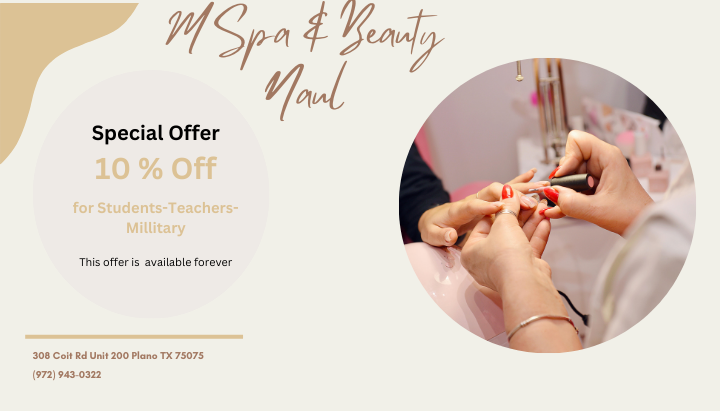 M Spa & Beauty
Naul
Special Offer
10 % Off
for Students-Teachers-
Millitary
This offer is available forever
308 Coit Rd Unit 200 Plano TX 75075
(972) 943-0322